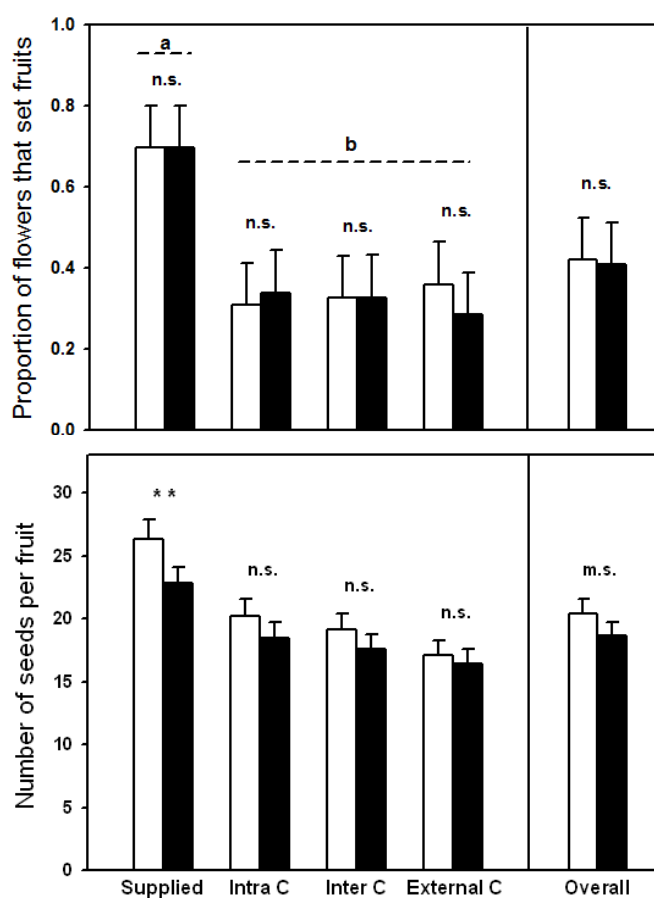 Proportion of flowers that set fruits
1.0
0.8
0.6
0.4
0.2
0.0
a
n.s.
b
n.s.
n.s.
n.s.
n.s.
Number of seeds per fruit
30
25
20
15
10
5
0
* *
n.s.
n.s.
n.s.
m.s.
Supplied Intra C Inter C External C Overall